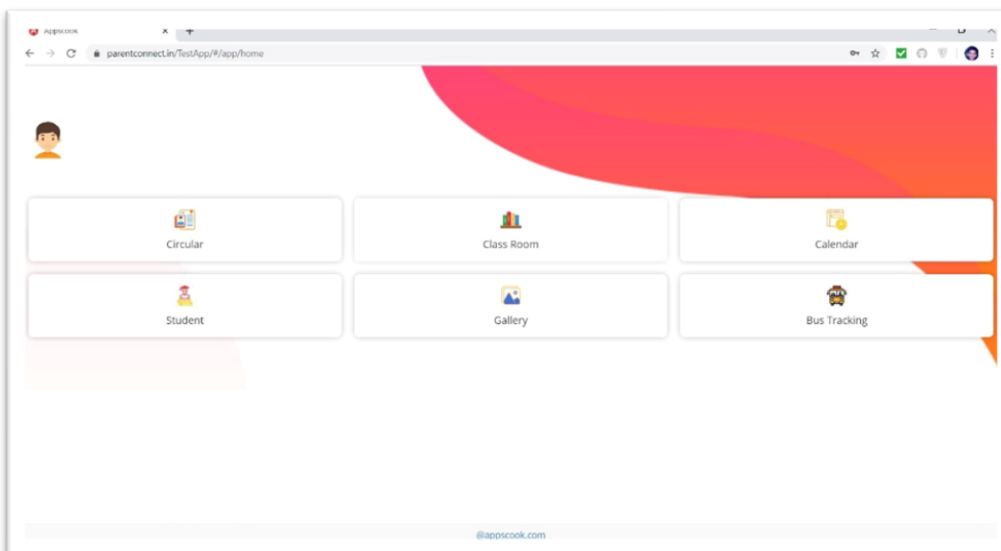 Appscook
parentconnect.in/TestApp/#/app/home
Circular
Class Room
Calendar
Student
Gallery
Bus Tracking
@appscook.com